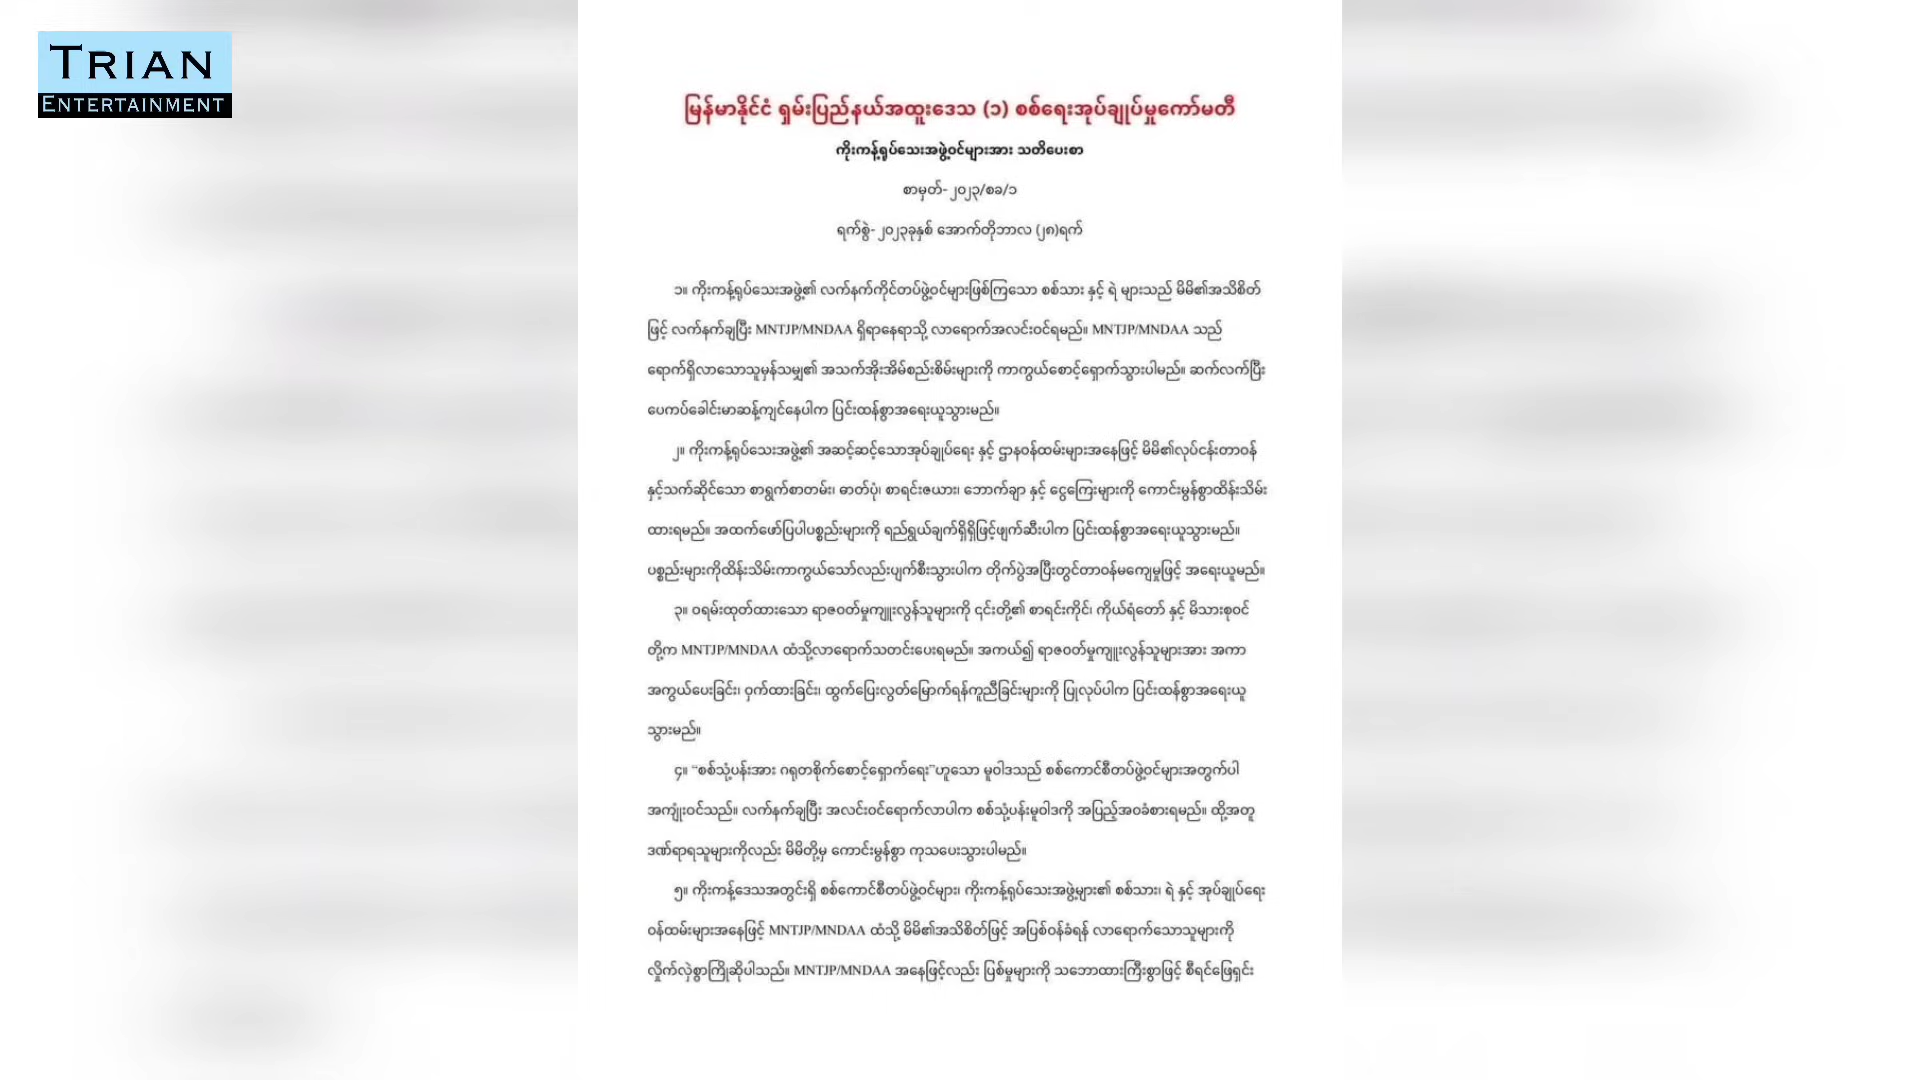 TRIAN
ENTERTAINMENT
မြန်မာနိုင်ငံ ရှမ်းပြည်နယ်အထူးဒေသ (၁) စစ်ရေးအုပ်ချုပ်မှုကော်မတီ
ကိုးကန့်ရုပ်သေးအဖွဲ့ဝင်များအား သတိပေးစာ
စာမှတ်- ၂၀၂၃/စခ/၁
ရက်စွဲ- ၂၀၂၃ခုနှစ် အောက်တိုဘာလ (၂၈)ရက်
၁။ ကိုးကန့်ရုပ်သေးအဖွဲ့၏ လက်နက်ကိုင်တပ်ဖွဲ့ဝင်များဖြစ်ကြသော စစ်သား နှင့် ရဲ များသည် မိမိ၏အသိစိတ်
ဖြင့် လက်နက်ချပြီး MNTJP/MNDAA ရှိရာနေရာသို့ လာရောက်အလင်းဝင်ရမည်။ MNTJP/MNDAA သည်
ရောက်ရှိလာသောသူမှန်သမျှ၏ အသက်အိုးအိမ်စည်းစိမ်းများကို ကာကွယ်စောင့်ရှောက်သွားပါမည်။ ဆက်လက်ပြီး
ပေကပ်ခေါင်းမာဆန့်ကျင်နေပါက ပြင်းထန်စွာအရေးယူသွားမည်။
၂။ ကိုးကန့်ရုပ်သေးအဖွဲ့၏ အဆင့်ဆင့်သောအုပ်ချုပ်ရေး နှင့် ဌာနဝန်ထမ်းများအနေဖြင့် မိမိ၏လုပ်ငန်းတာဝန်
နှင့်သက်ဆိုင်သော စာရွက်စာတမ်း၊ ဓာတ်ပုံ၊ စာရင်းဇယား၊ ဘောက်ချာ နှင့် ငွေကြေးများကို ကောင်းမွန်စွာထိန်းသိမ်း
ထားရမည်။ အထက်ဖော်ပြပါပစ္စည်းများကို ရည်ရွယ်ချက်ရှိရှိဖြင့်ဖျက်ဆီးပါက ပြင်းထန်စွာအရေးယူသွားမည်။
ပစ္စည်းများကိုထိန်းသိမ်းကာကွယ်သော်လည်းပျက်စီးသွားပါက တိုက်ပွဲအပြီးတွင်တာဝန်မကျေမှုဖြင့် အရေးယူမည်။
၃။ ဝရမ်းထုတ်ထားသော ရာဇဝတ်မှုကျူးလွန်သူများကို ၎င်းတို့၏ စာရင်းကိုင်၊ ကိုယ်ရံတော် နှင့် မိသားစုဝင်
တို့က MNTJP/MNDAA ထံသို့လာရောက်သတင်းပေးရမည်။ အကယ်၍ ရာဇဝတ်မှုကျူးလွန်သူများအား အကာ
အကွယ်ပေးခြင်း၊ ဝှက်ထားခြင်း၊ ထွက်ပြေးလွတ်မြောက်ရန်ကူညီခြင်းများကို ပြုလုပ်ပါက ပြင်းထန်စွာအရေးယူ
သွားမည်။
၄။ “စစ်သုံ့ပန်းအား ဂရုတစိုက်စောင့်ရှောက်ရေး”ဟူသော မူဝါဒသည် စစ်ကောင်စီတပ်ဖွဲ့ဝင်များအတွက်ပါ
အကျုံးဝင်သည်။ လက်နက်ချပြီး အလင်းဝင်ရောက်လာပါက စစ်သုံ့ပန်းမူဝါဒကို အပြည့်အဝခံစားရမည်။ ထို့အတူ
ဒဏ်ရာရသူများကိုလည်း မိမိတို့မှ ကောင်းမွန်စွာ ကုသပေးသွားပါမည်။
၅။ ကိုးကန့်ဒေသအတွင်းရှိ စစ်ကောင်စီတပ်ဖွဲ့ဝင်များ၊ ကိုးကန့်ရုပ်သေးအဖွဲ့များ၏ စစ်သား၊ ရဲ နှင့် အုပ်ချုပ်ရေး
ဝန်ထမ်းများအနေဖြင့် MNTJP/MNDAA ထံသို့ မိမိ၏အသိစိတ်ဖြင့် အပြစ်ဝန်ခံရန် လာရောက်သောသူများကို
လှိုက်လှဲစွာကြိုဆိုပါသည်။ MNTJP/MNDAA အနေဖြင့်လည်း ပြစ်မှုများကို သဘောထားကြီးစွာဖြင့် စီရင်ဖြေရှင်း